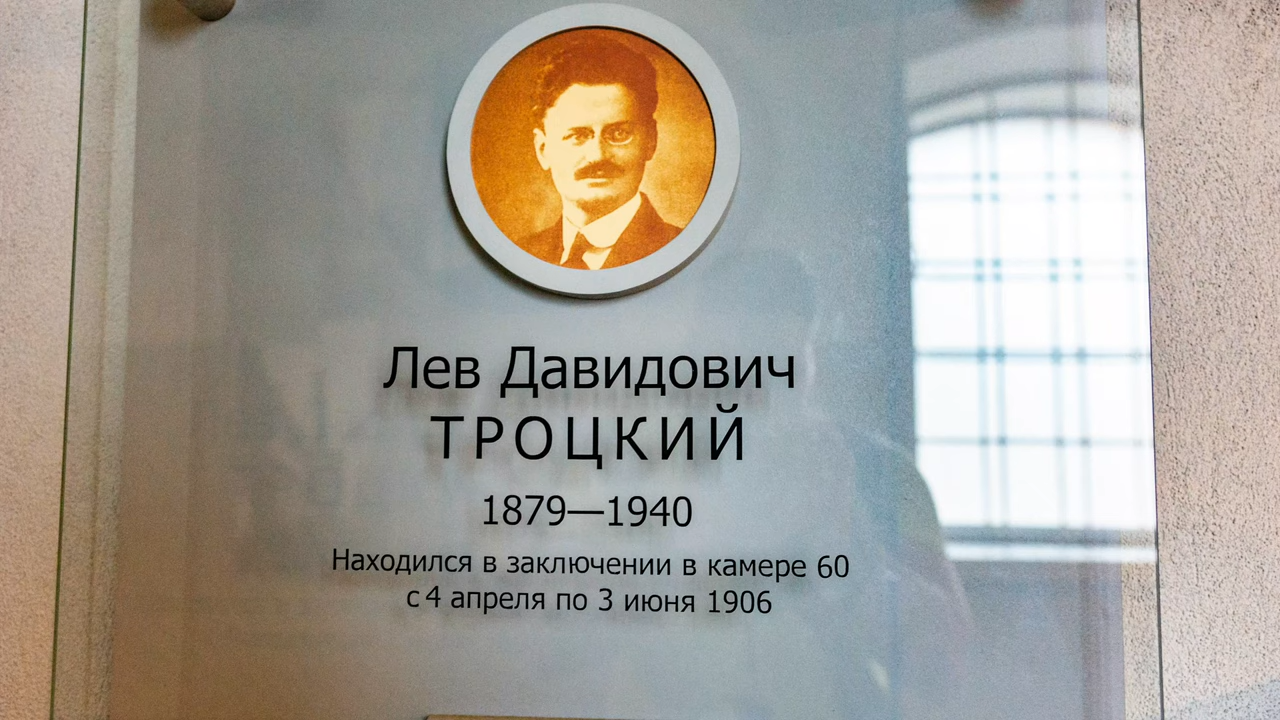 Лев Давидович
ТРОЦКИЙ
1879—1940
Находился в заключении в камере 60
с 4 апреля по 3 июня 1906